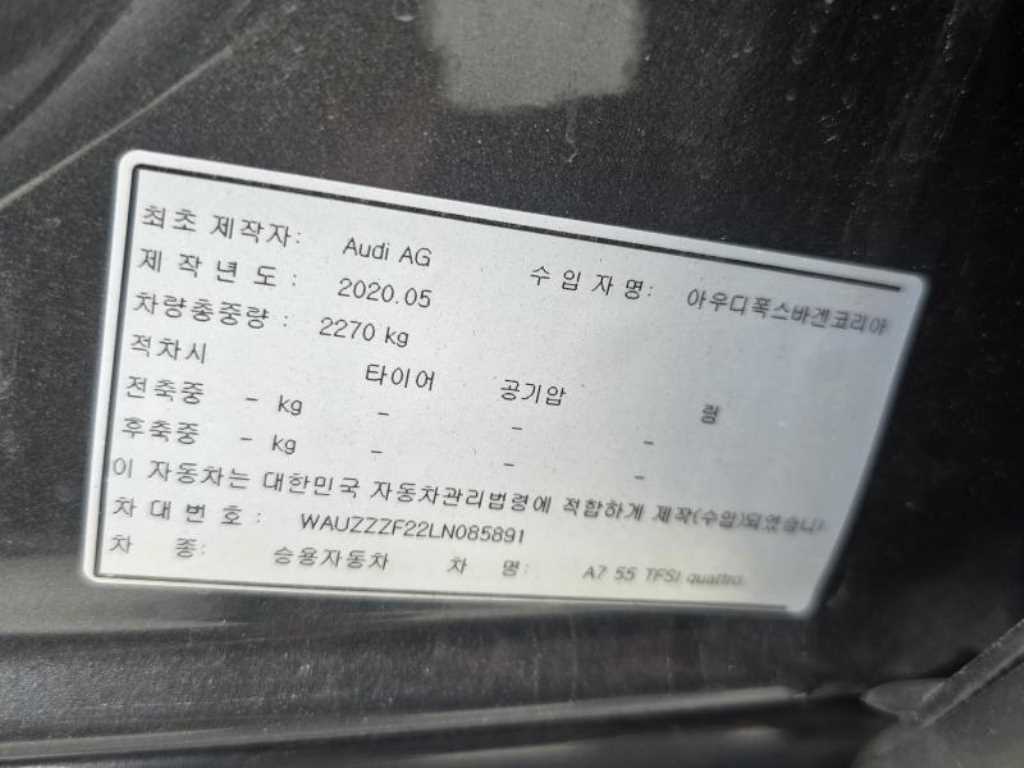 최초 제작자: Audi AG 수입자명: 아우디폭스바겐코리아
제작년도: 2020.05
차량총중량: 2270 kg
적차시 타이어 공기압 림
전축중 - kg - - -
후축중 - kg - - -
이 자동차는 대한민국 자동차관리법령에 적합하게 제작(수입)되었습니다
차대번호: WAUZZZF22LN085891
차 종: 승용자동차 차 명: A7 55 TFSI quattro